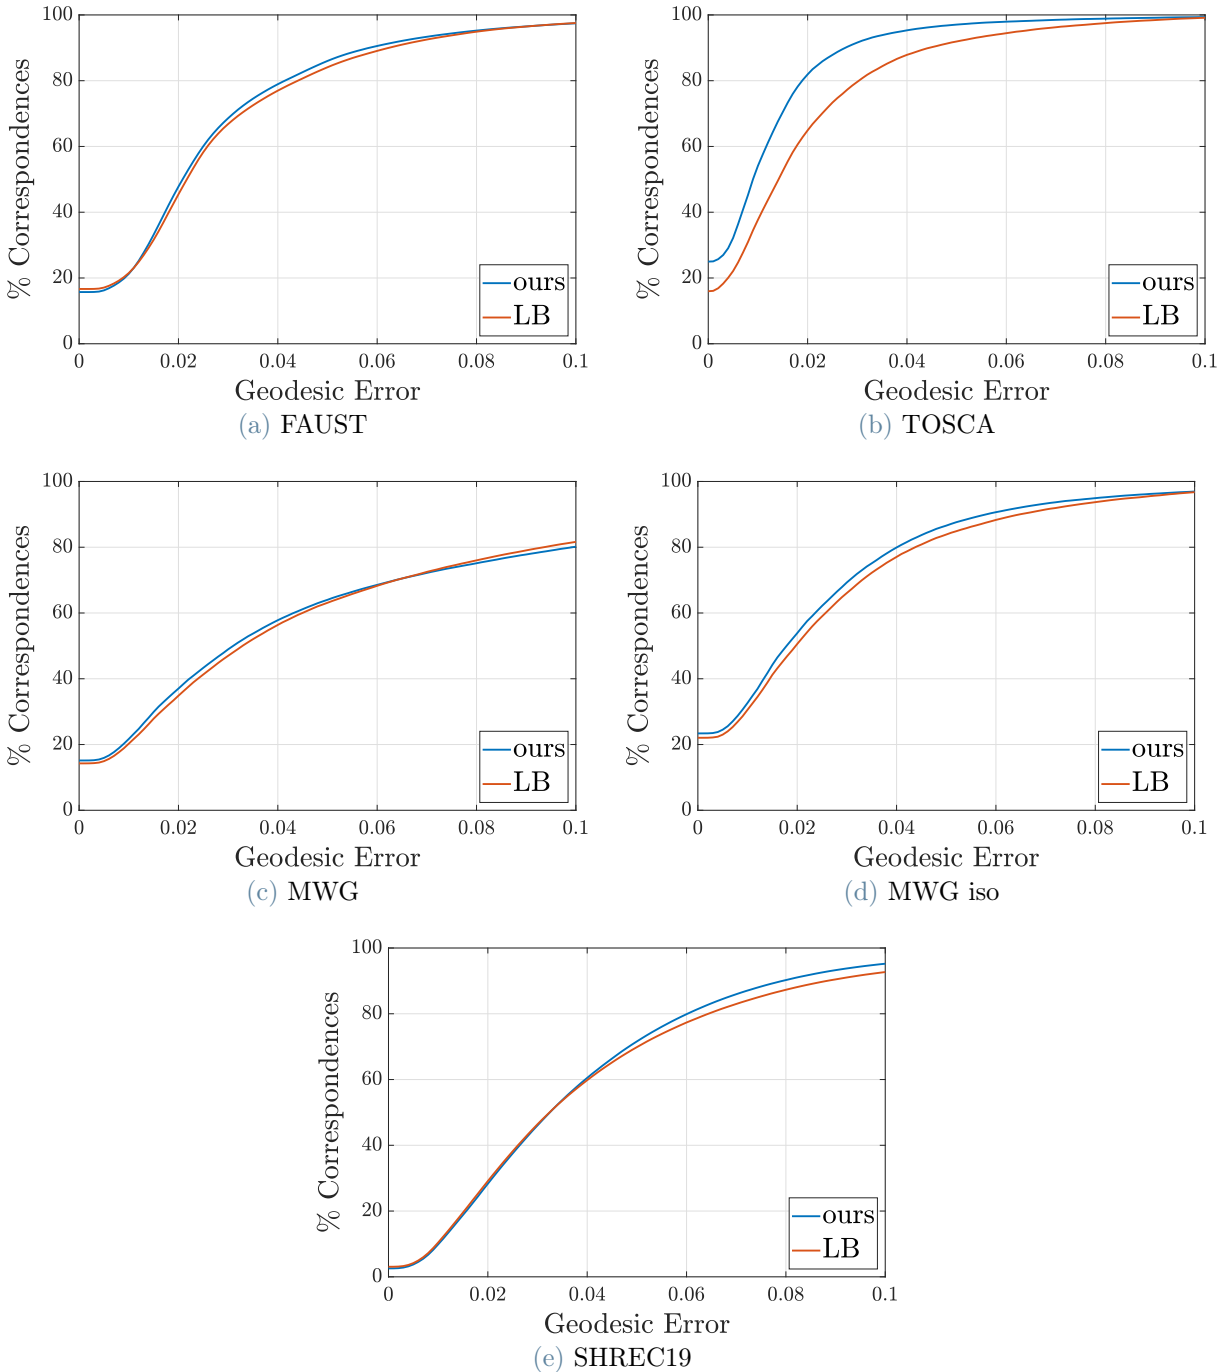 100
80
60
40
20
0
% Correspondences
ours
LB
0 0.02 0.04 0.06 0.08 0.1
Geodesic Error
(a) FAUST
100
80
60
40
20
0
% Correspondences
ours
LB
0 0.02 0.04 0.06 0.08 0.1
Geodesic Error
(b) TOSCA
100
80
60
40
20
0
% Correspondences
ours
LB
0 0.02 0.04 0.06 0.08 0.1
Geodesic Error
(c) MWG
100
80
60
40
20
0
% Correspondences
ours
LB
0 0.02 0.04 0.06 0.08 0.1
Geodesic Error
(d) MWG iso
100
80
60
40
20
0
% Correspondences
ours
LB
0 0.02 0.04 0.06 0.08 0.1
Geodesic Error
(e) SHREC19